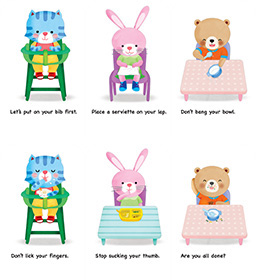 Let's put on your bib first.
Place a serviette on your lap.
Don't bang your bowl.
Don't lick your fingers.
Stop sucking your thumb.
Are you all done?